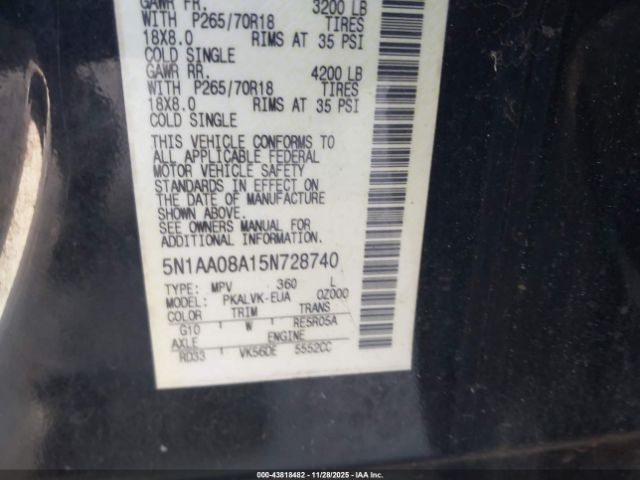 GAWR FR. 3200 LB
WITH P265/70R18 TIRES
18X8.0 RIMS AT 35 PSI
COLD SINGLE
GAWR RR. 4200 LB
WITH P265/70R18 TIRES
18X8.0 RIMS AT 35 PSI
COLD SINGLE
THIS VEHICLE CONFORMS TO
ALL APPLICABLE FEDERAL
MOTOR VEHICLE SAFETY
STANDARDS IN EFFECT ON
THE DATE OF MANUFACTURE
SHOWN ABOVE.
SEE OWNERS MANUAL FOR
ADDITIONAL INFORMATION
5N1AA08A15N728740
TYPE: MPV 360 L
MODEL: PKALVK-EUA 0Z000
COLOR TRIM TRANS
G10 W RE5R05A
AXLE ENGINE
RD33 VK56DE 5552CC
000-43818482 | 11/28/2025 | IAAI.COM